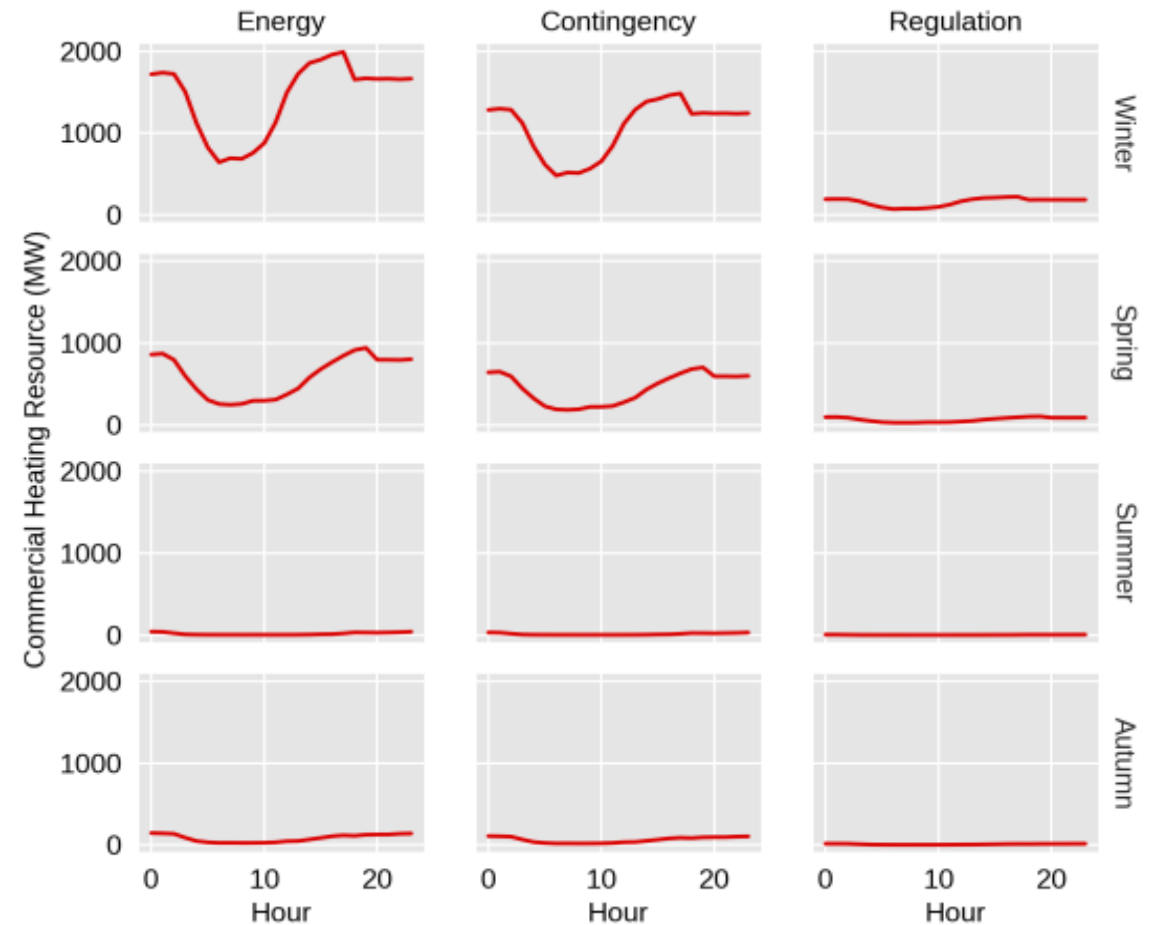 Energy Contingency Regulation
Commercial Heating Resource (MW)
2000
1000
0
Winter
2000
1000
0
Spring
2000
1000
0
Summer
2000
1000
0
Autumn
0 10 20 0 10 20 0 10 20
Hour Hour Hour